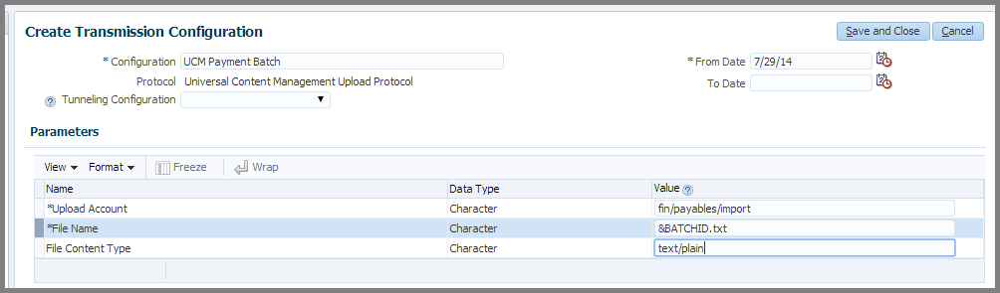 Create Transmission Configuration
Save and Close
Cancel
* Configuration UCM Payment Batch
* From Date 7/29/14
Protocol Universal Content Management Upload Protocol
To Date
Tunneling Configuration
Parameters
View Format Freeze Wrap
Name Data Type Value
*Upload Account Character fin/payables/import
*File Name Character &BATCHID.txt
File Content Type Character text/plain